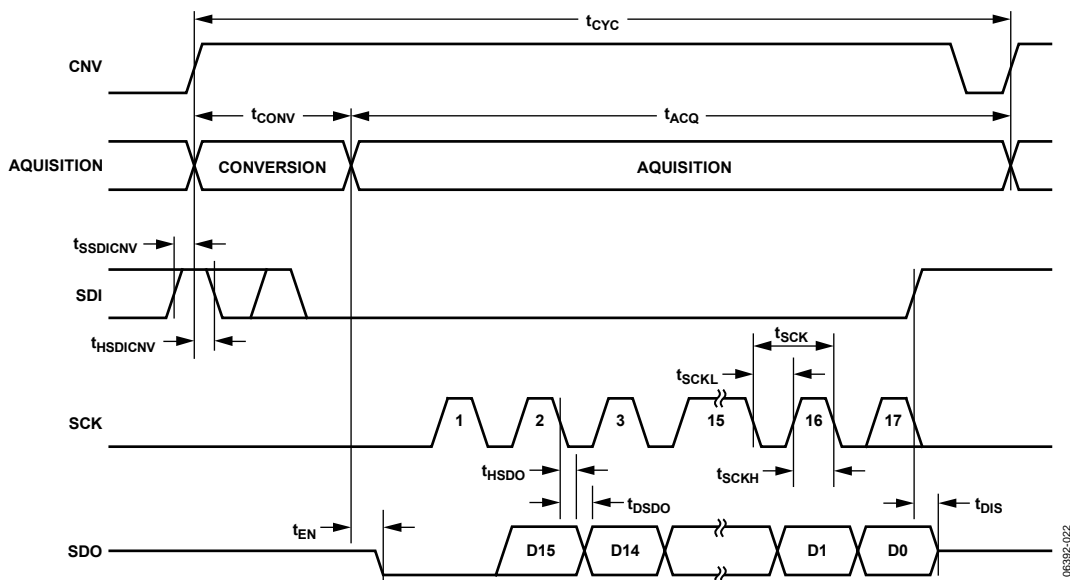 tCYC
CNV
tCONV
tACQ
AQUISITION
CONVERSION
AQUISITION
tSSDICNV
SDI
tHSDICNV
tSCK
tSCKL
SCK
1
2
3
15
16
17
tHSDO
tSCKH
tDSDO
tDIS
tEN
SDO
D15
D14
D1
D0
06392-022